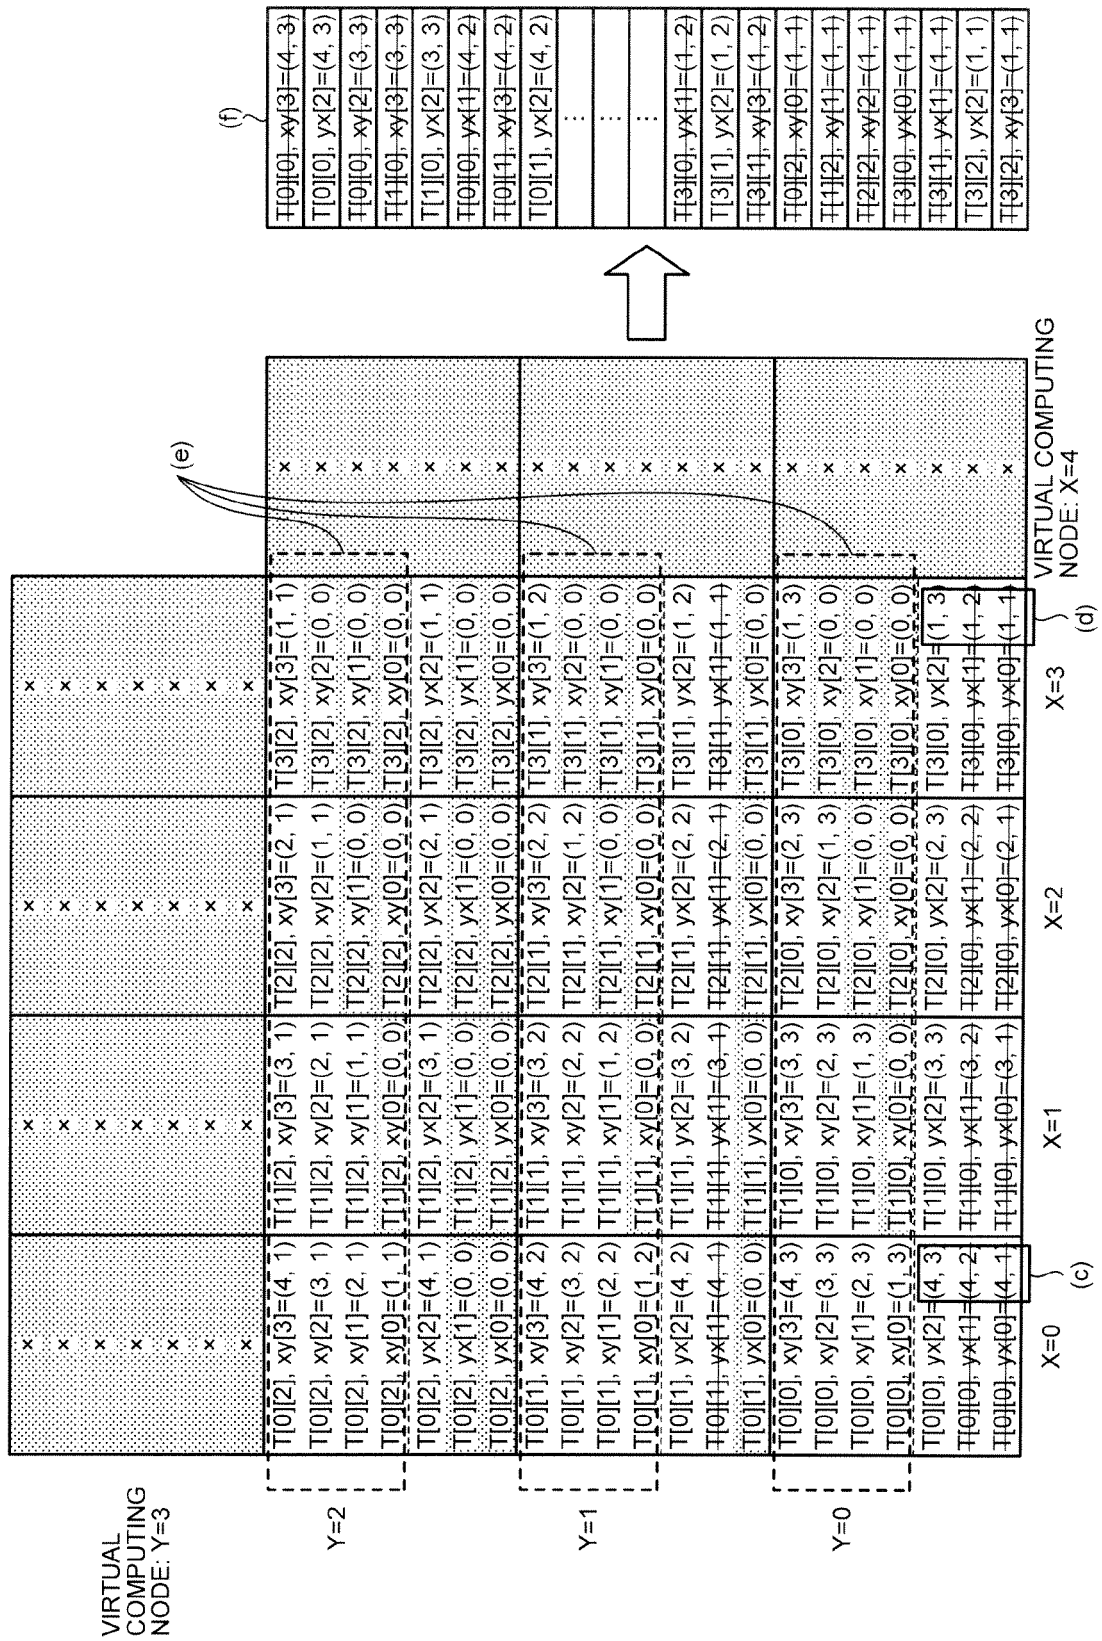 VIRTUAL
COMPUTING
NODE: Y=3
× × × ×
× × × ×
× × × ×
× × × ×
× × × ×
× × × ×
× × × ×
(e)
(f)
Y=2
T[0][2], xy[3]=(4, 1) T[1][2], xy[3]=(3, 1) T[2][2], xy[3]=(2, 1) T[3][2], xy[3]=(1, 1) ×
T[0][2], xy[2]=(3, 1) T[1][2], xy[2]=(2, 1) T[2][2], xy[2]=(1, 1) T[3][2], xy[2]=(0, 0) ×
T[0][2], xy[1]=(2, 1) T[1][2], xy[1]=(1, 1) T[2][2], xy[1]=(0, 0) T[3][2], xy[1]=(0, 0) ×
T[0][2], xy[0]=(1, 1) T[1][2], xy[0]=(0, 0) T[2][2], xy[0]=(0, 0) T[3][2], xy[0]=(0, 0) ×
T[0][2], yx[2]=(4, 1) T[1][2], yx[2]=(3, 1) T[2][2], yx[2]=(2, 1) T[3][2], yx[2]=(1, 1) ×
T[0][2], yx[1]=(0, 0) T[1][2], yx[1]=(0, 0) T[2][2], yx[1]=(0, 0) T[3][2], yx[1]=(0, 0) ×
T[0][2], yx[0]=(0, 0) T[1][2], yx[0]=(0, 0) T[2][2], yx[0]=(0, 0) T[3][2], yx[0]=(0, 0) ×
Y=1
T[0][1], xy[3]=(4, 2) T[1][1], xy[3]=(3, 2) T[2][1], xy[3]=(2, 2) T[3][1], xy[3]=(1, 2) ×
T[0][1], xy[2]=(3, 2) T[1][1], xy[2]=(2, 2) T[2][1], xy[2]=(1, 2) T[3][1], xy[2]=(0, 0) ×
T[0][1], xy[1]=(2, 2) T[1][1], xy[1]=(1, 2) T[2][1], xy[1]=(0, 0) T[3][1], xy[1]=(0, 0) ×
T[0][1], xy[0]=(1, 2) T[1][1], xy[0]=(0, 0) T[2][1], xy[0]=(0, 0) T[3][1], xy[0]=(0, 0) ×
T[0][1], yx[2]=(4, 2) T[1][1], yx[2]=(3, 2) T[2][1], yx[2]=(2, 2) T[3][1], yx[2]=(1, 2) ×
T[0][1], yx[1]=(4, 1) T[1][1], yx[1]=(3, 1) T[2][1], yx[1]=(2, 1) T[3][1], yx[1]=(1, 1) ×
T[0][1], yx[0]=(0, 0) T[1][1], yx[0]=(0, 0) T[2][1], yx[0]=(0, 0) T[3][1], yx[0]=(0, 0) ×
Y=0
T[0][0], xy[3]=(4, 3) T[1][0], xy[3]=(3, 3) T[2][0], xy[3]=(2, 3) T[3][0], xy[3]=(1, 3) ×
T[0][0], xy[2]=(3, 3) T[1][0], xy[2]=(2, 3) T[2][0], xy[2]=(1, 3) T[3][0], xy[2]=(0, 0) ×
T[0][0], xy[1]=(2, 3) T[1][0], xy[1]=(1, 3) T[2][0], xy[1]=(0, 0) T[3][0], xy[1]=(0, 0) ×
T[0][0], xy[0]=(1, 3) T[1][0], xy[0]=(0, 0) T[2][0], xy[0]=(0, 0) T[3][0], xy[0]=(0, 0) ×
T[0][0], yx[2]=(4, 3) T[1][0], yx[2]=(3, 3) T[2][0], yx[2]=(2, 3) T[3][0], yx[2]=(1, 3) ×
T[0][0], yx[1]=(4, 2) T[1][0], yx[1]=(3, 2) T[2][0], yx[1]=(2, 2) T[3][0], yx[1]=(1, 2) ×
T[0][0], yx[0]=(4, 1) T[1][0], yx[0]=(3, 1) T[2][0], yx[0]=(2, 1) T[3][0], yx[0]=(1, 1) ×
X=0 (c) X=1 X=2 X=3 (d)
VIRTUAL COMPUTING
NODE: X=4
T[0][0], xy[3]=(4, 3)
T[0][0], yx[2]=(4, 3)
T[0][0], xy[2]=(3, 3)
T[1][0], xy[3]=(3, 3)
T[1][0], yx[2]=(3, 3)
T[0][0], yx[1]=(4, 2)
T[0][1], xy[3]=(4, 2)
T[0][1], yx[2]=(4, 2)
...
...
...
T[3][0], yx[1]=(1, 2)
T[3][1], yx[2]=(1, 2)
T[3][1], xy[3]=(1, 2)
T[0][2], xy[0]=(1, 1)
T[1][2], xy[1]=(1, 1)
T[2][2], xy[2]=(1, 1)
T[3][0], yx[0]=(1, 1)
T[3][1], yx[1]=(1, 1)
T[3][2], yx[2]=(1, 1)
T[3][2], xy[3]=(1, 1)